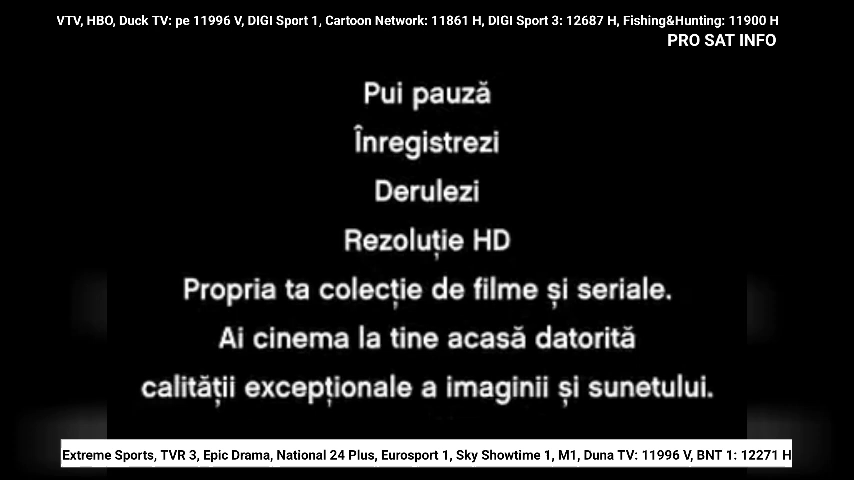 VTV, HBO, Duck TV: pe 11996 V, DIGI Sport 1, Cartoon Network: 11861 H, DIGI Sport 3: 12687 H, Fishing&Hunting: 11900 H
PRO SAT INFO
Pui pauză
Înregistrezi
Derulezi
Rezoluție HD
Propria ta colecție de filme și seriale.
Ai cinema la tine acasă datorită
calității excepționale a imaginii și sunetului.
Extreme Sports, TVR 3, Epic Drama, National 24 Plus, Eurosport 1, Sky Showtime 1, M1, Duna TV: 11996 V, BNT 1: 12271 H